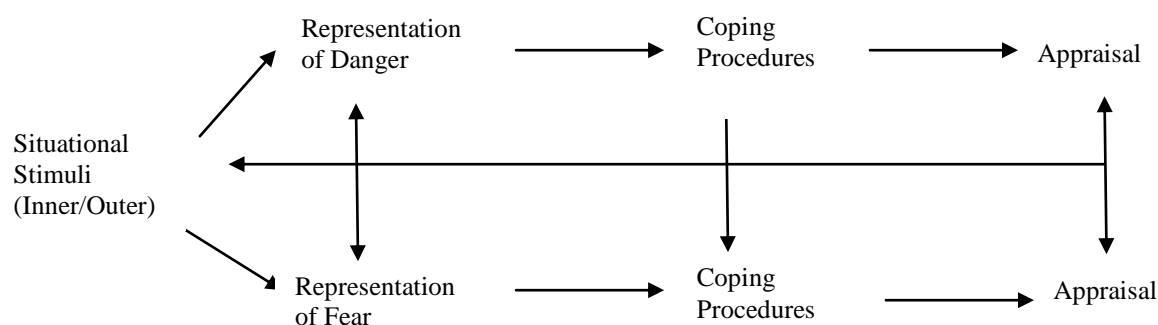 Representation
of Danger
Coping
Procedures
Appraisal
Situational
Stimuli
(Inner/Outer)
Representation
of Fear
Coping
Procedures
Appraisal